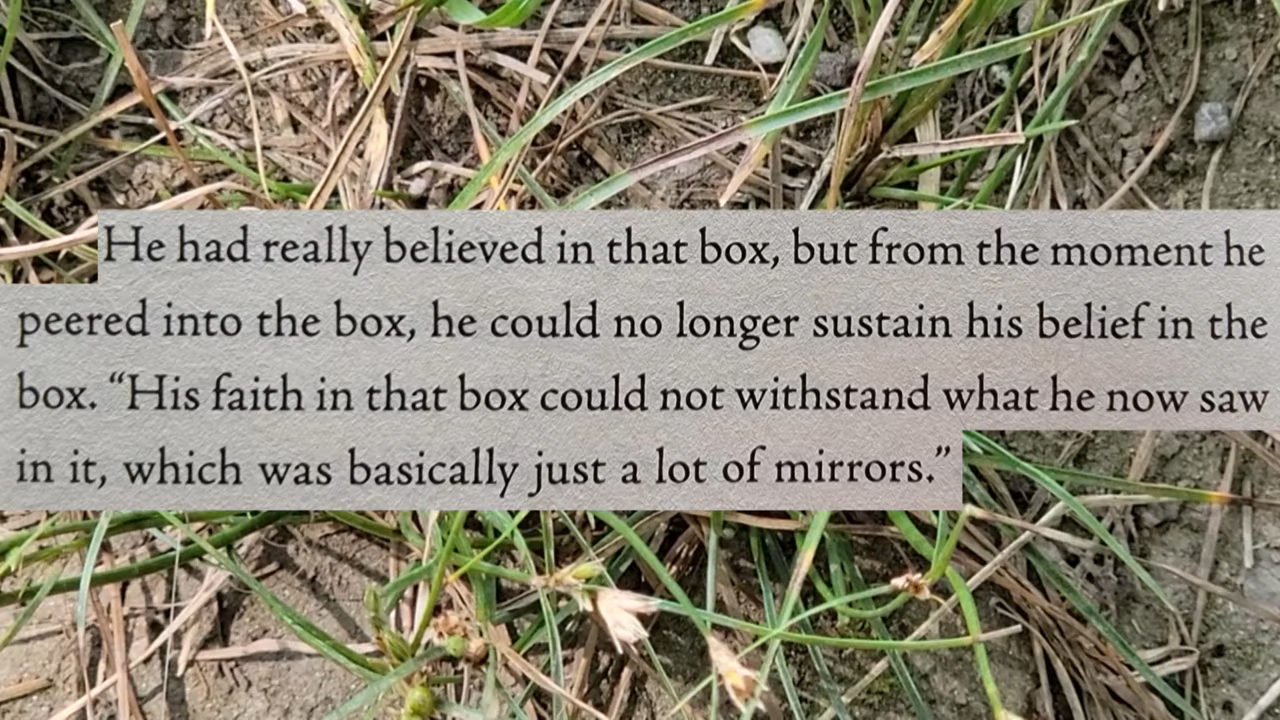 He had really believed in that box, but from the moment he
peered into the box, he could no longer sustain his belief in the
box. “His faith in that box could not withstand what he now saw
in it, which was basically just a lot of mirrors.”